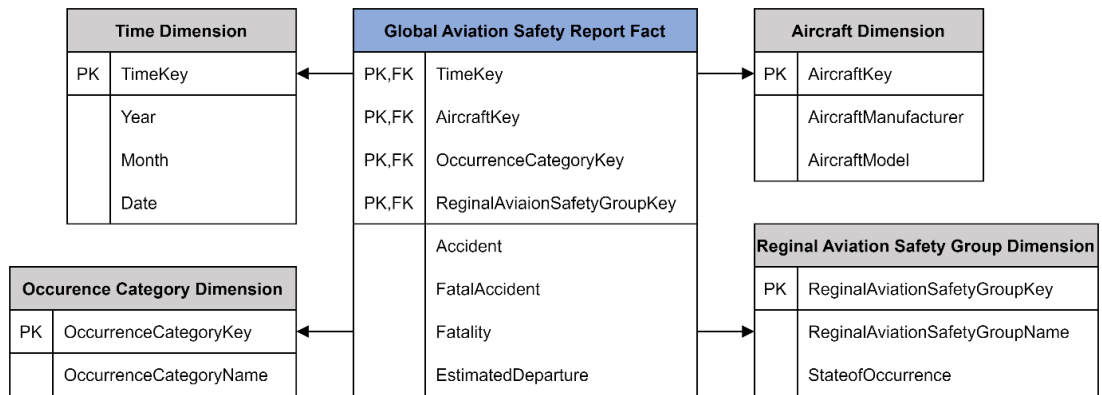 Time Dimension
PK TimeKey
Year
Month
Date
Global Aviation Safety Report Fact
PK,FK TimeKey
PK,FK AircraftKey
PK,FK OccurrenceCategoryKey
PK,FK ReginalAviaionSafetyGroupKey
Accident
FatalAccident
Fatality
EstimatedDeparture
Aircraft Dimension
PK AircraftKey
AircraftManufacturer
AircraftModel
Occurence Category Dimension
PK OccurrenceCategoryKey
OccurrenceCategoryName
Reginal Aviation Safety Group Dimension
PK ReginalAviationSafetyGroupKey
ReginalAviationSafetyGroupName
StateofOccurrence